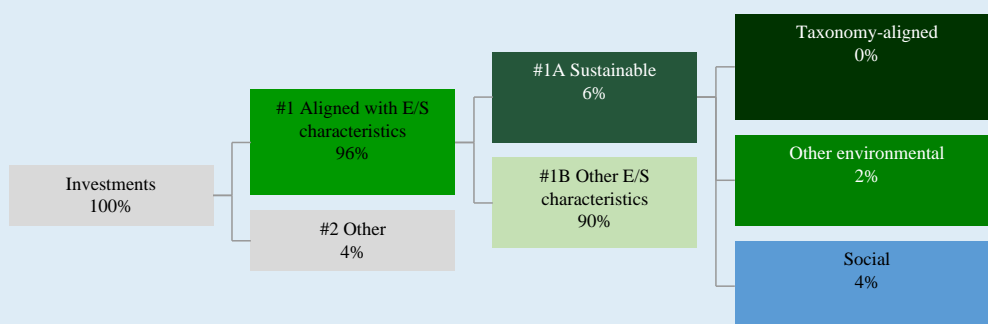 Investments
100%
#1 Aligned with E/S
characteristics
96%
#2 Other
4%
#1A Sustainable
6%
#1B Other E/S
characteristics
90%
Taxonomy-aligned
0%
Other environmental
2%
Social
4%